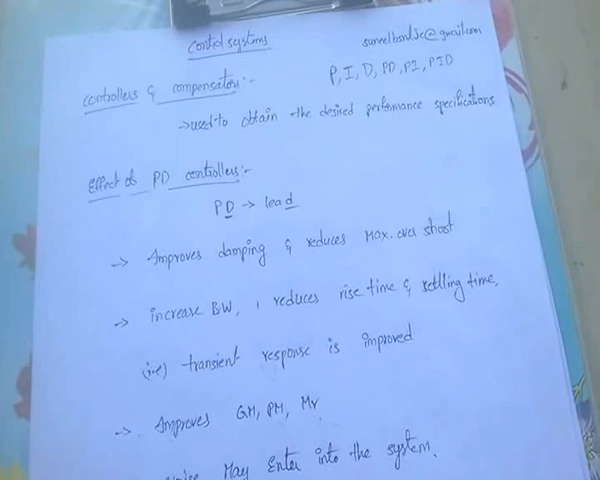 Control systems
sunnelbsnl3c@gmail.com
P, I, D, PD, PI, PID
Controllers & compensators:-
→ used to obtain the desired performance specifications
Effect of PD controllers:-
PD → lead
→ Improves damping & reduces Max. over shoot
→ increase BW, reduces rise time & settling time.
(i.e) transient response is improved
→ Improves GM, PM, Mr
Noise May Enter into the system.